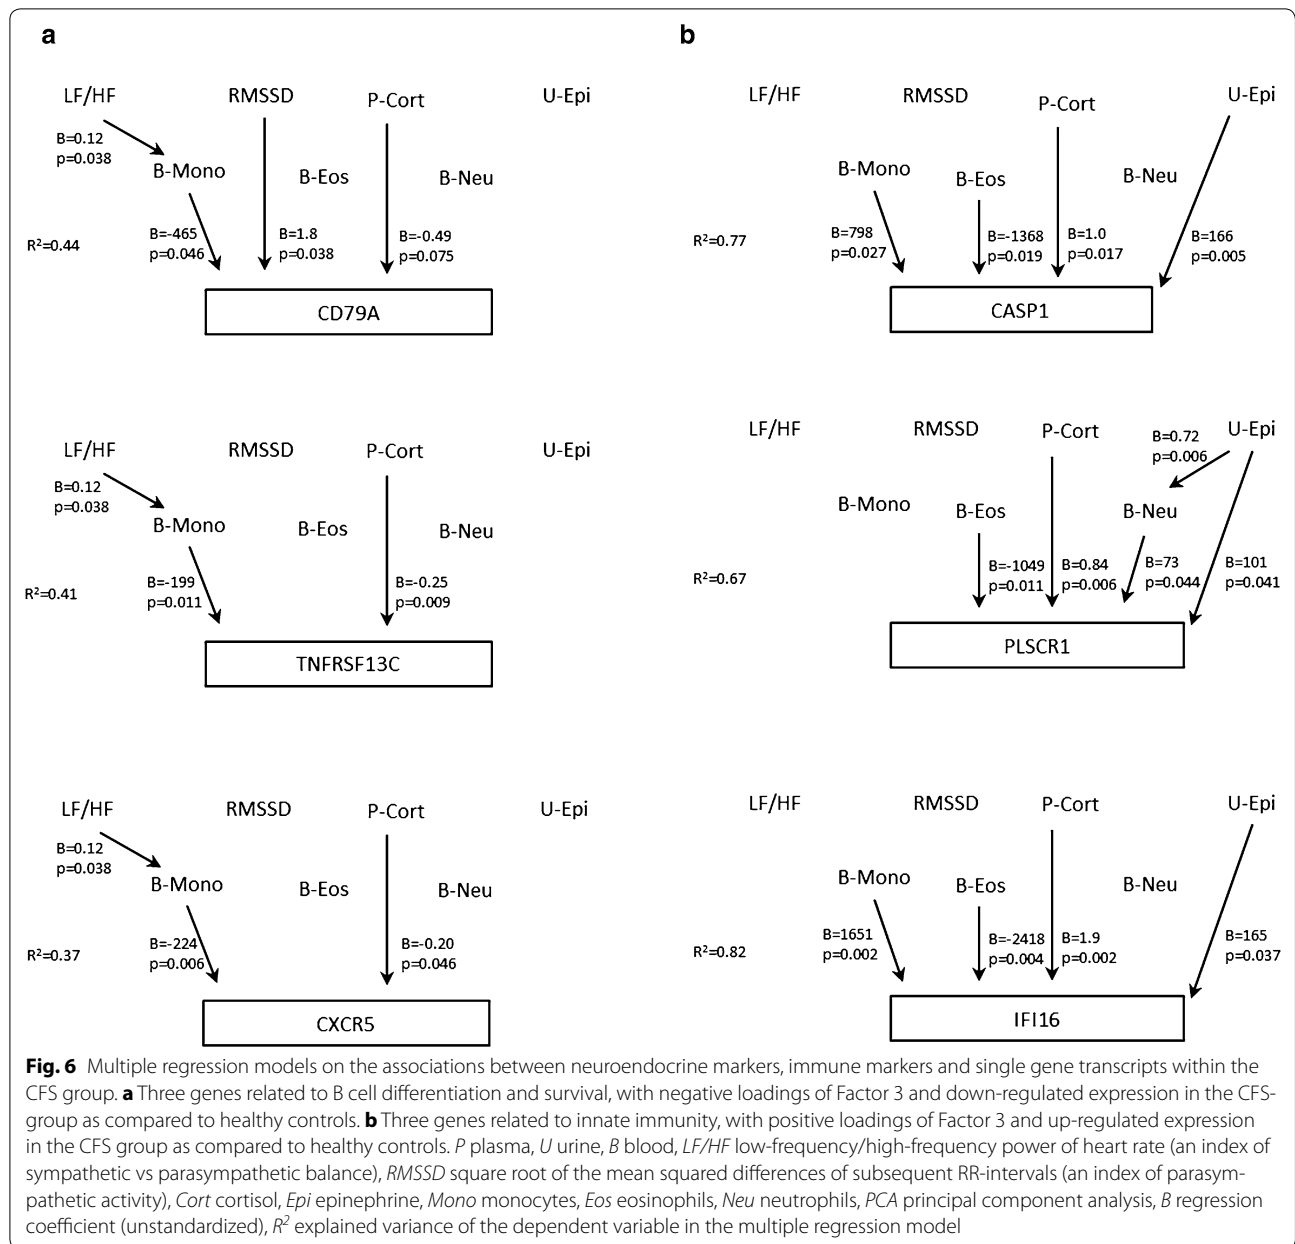 a
LF/HF
RMSSD
P-Cort
U-Epi
B=0.12
p=0.038
B-Mono
B-Eos
B-Neu
R²=0.44
B=-465
p=0.046
B=1.8
p=0.038
B=-0.49
p=0.075
CD79A
LF/HF
RMSSD
P-Cort
U-Epi
B=0.12
p=0.038
B-Mono
B-Eos
B-Neu
R²=0.41
B=-199
p=0.011
B=-0.25
p=0.009
TNFRSF13C
LF/HF
RMSSD
P-Cort
U-Epi
B=0.12
p=0.038
B-Mono
B-Eos
B-Neu
R²=0.37
B=-224
p=0.006
B=-0.20
p=0.046
CXCR5
b
LF/HF
RMSSD
P-Cort
U-Epi
B-Mono
B-Eos
B-Neu
R²=0.77
B=798
p=0.027
B=-1368
p=0.019
B=1.0
p=0.017
B=166
p=0.005
CASP1
LF/HF
RMSSD
P-Cort
U-Epi
B=0.72
p=0.006
B-Mono
B-Eos
B-Neu
R²=0.67
B=-1049
p=0.011
B=0.84
p=0.006
B=73
p=0.044
B=101
p=0.041
PLSCR1
LF/HF
RMSSD
P-Cort
U-Epi
B-Mono
B-Eos
B-Neu
R²=0.82
B=1651
p=0.002
B=-2418
p=0.004
B=1.9
p=0.002
B=165
p=0.037
IFI16
Fig. 6 Multiple regression models on the associations between neuroendocrine markers, immune markers and single gene transcripts within the
CFS group. a Three genes related to B cell differentiation and survival, with negative loadings of Factor 3 and down-regulated expression in the CFS-
group as compared to healthy controls. b Three genes related to innate immunity, with positive loadings of Factor 3 and up-regulated expression
in the CFS group as compared to healthy controls. P plasma, U urine, B blood, LF/HF low-frequency/high-frequency power of heart rate (an index of
sympathetic vs parasympathetic balance), RMSSD square root of the mean squared differences of subsequent RR-intervals (an index of parasym-
pathetic activity), Cort cortisol, Epi epinephrine, Mono monocytes, Eos eosinophils, Neu neutrophils, PCA principal component analysis, B regression
coefficient (unstandardized), R² explained variance of the dependent variable in the multiple regression model